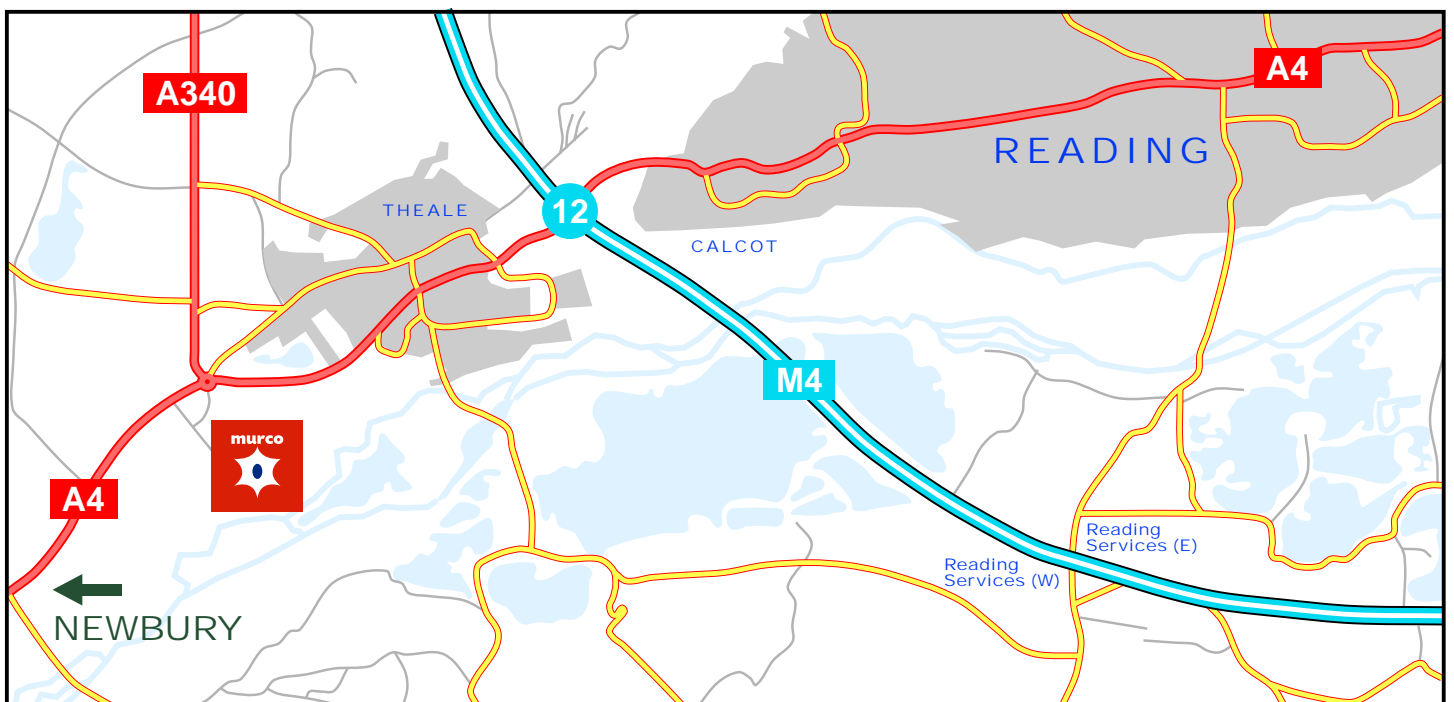 A340
A4
READING
THEALE
12
CALCOT
M4
murco
A4
Reading
Services (E)
Reading
Services (W)
NEWBURY